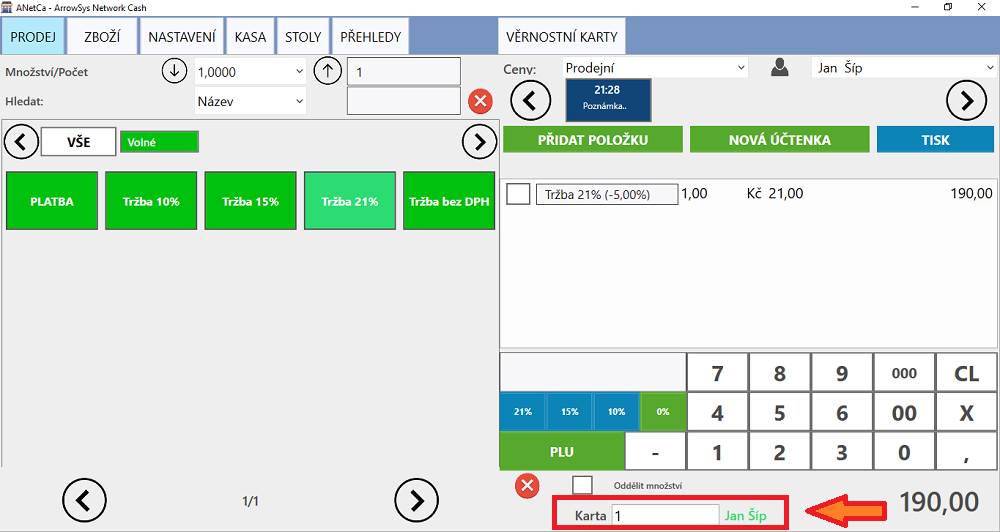 ANetCa - ArrowSys Network Cash
PRODEJ ZBOŽÍ NASTAVENÍ KASA STOLY PŘEHLEDY VĚRNOSTNÍ KARTY
Množství/Počet 1,0000 1
Ceny: Prodejní Jan Šíp
Hledat: Název
21:28
Poznámka..
VŠE Volné
PŘIDAT POLOŽKU NOVÁ ÚČTENKA TISK
PLATBA Tržba 10% Tržba 15% Tržba 21% Tržba bez DPH
Tržba 21% (-5,00%) 1,00 Kč 21,00 190,00
7 8 9 000 CL
21% 15% 10% 0% 4 5 6 00 X
PLU - 1 2 3 0 ,
1/1
Oddělit množství
Karta 1 Jan Šíp
190,00